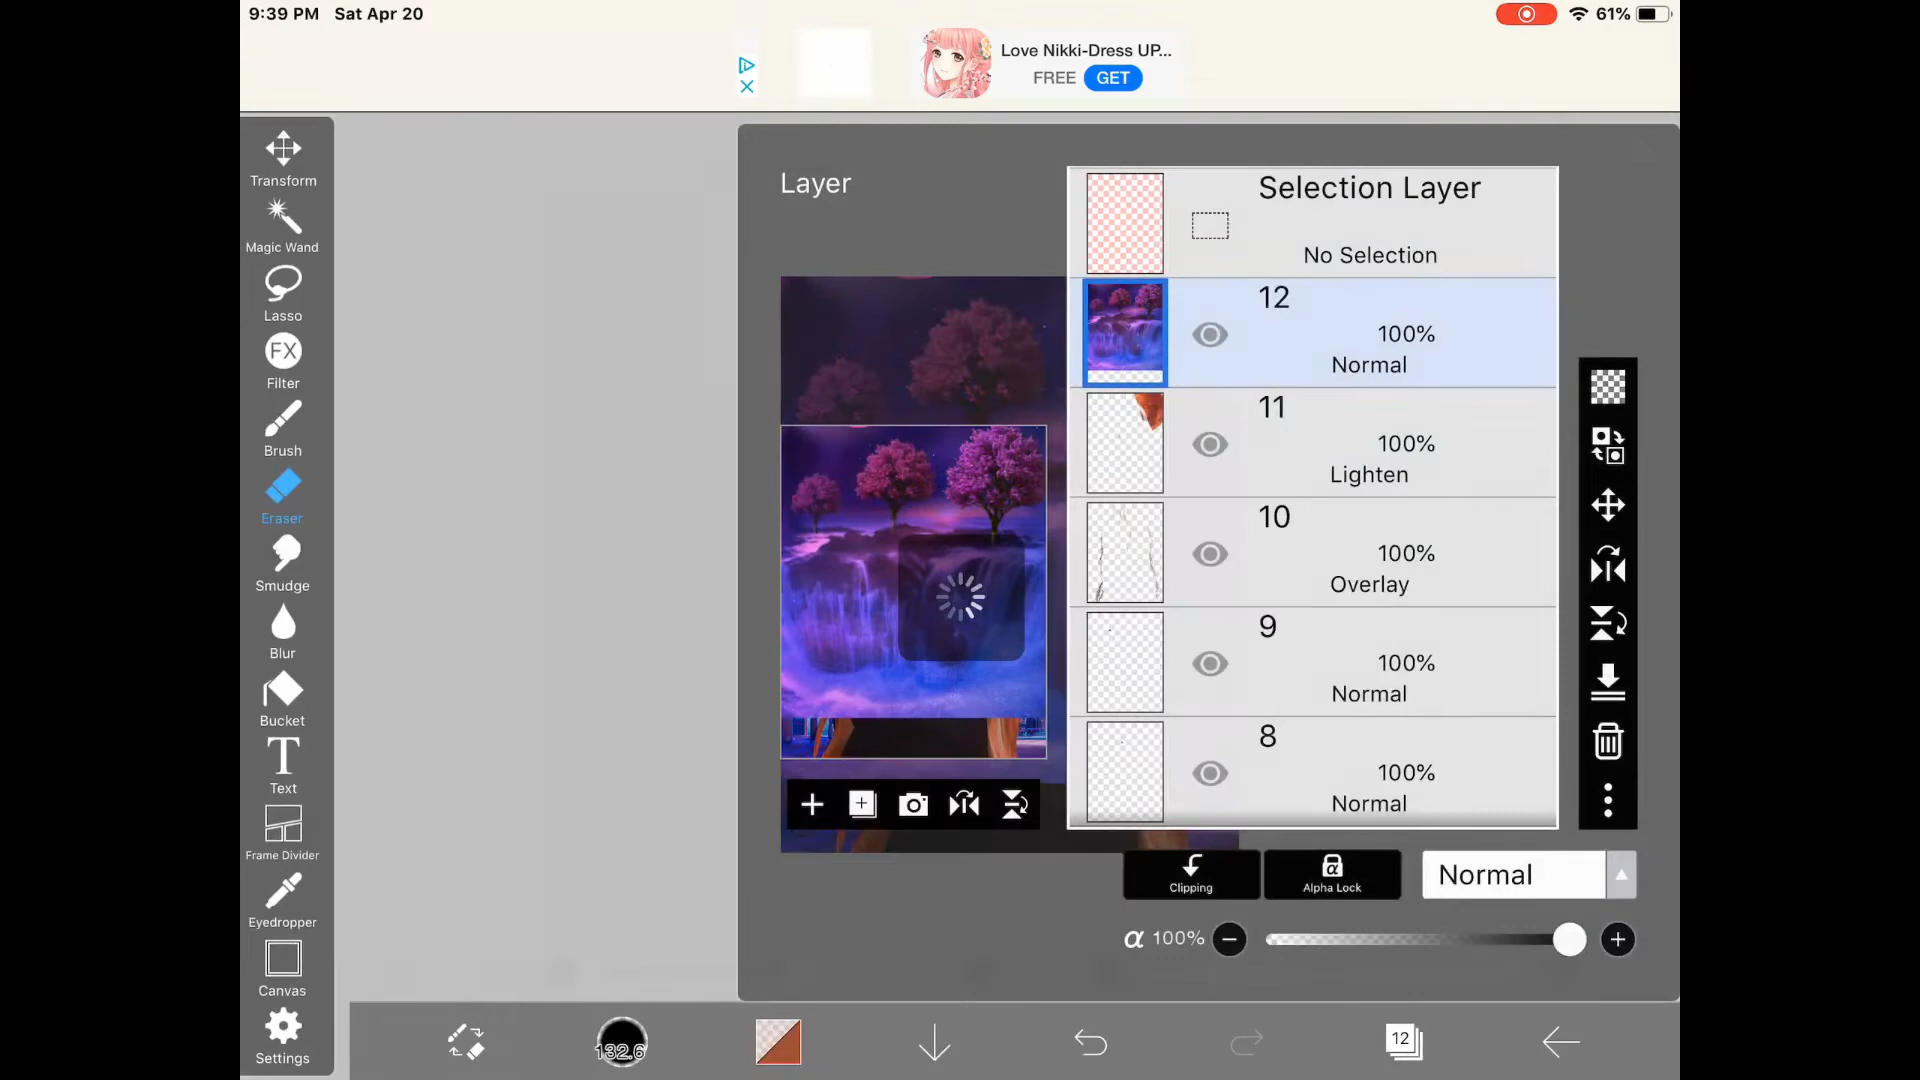 9:39 PM Sat Apr 20
61%
Love Nikki-Dress UP...
FREE GET
Transform
Magic Wand
Lasso
FX
Filter
Brush
Eraser
Smudge
Blur
Bucket
T
Text
Frame Divider
Eyedropper
Canvas
Settings
Layer
Selection Layer
No Selection
12
100%
Normal
11
100%
Lighten
10
100%
Overlay
9
100%
Normal
8
100%
Normal
Clipping
α
Alpha Lock
Normal
α 100%
132.6
12